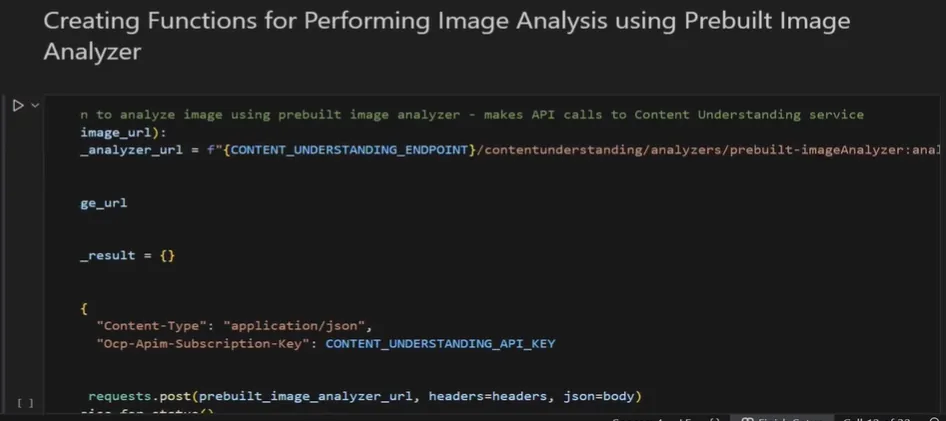 Creating Functions for Performing Image Analysis using Prebuilt Image
Analyzer
n to analyze image using prebuilt image analyzer - makes API calls to Content Understanding service
image_url):
_analyzer_url = f"{CONTENT_UNDERSTANDING_ENDPOINT}/contentunderstanding/analyzers/prebuilt-imageAnalyzer:anal
ge_url
_result = {}
{
"Content-Type": "application/json",
"Ocp-Apim-Subscription-Key": CONTENT_UNDERSTANDING_API_KEY
requests.post(prebuilt_image_analyzer_url, headers=headers, json=body)
[ ]